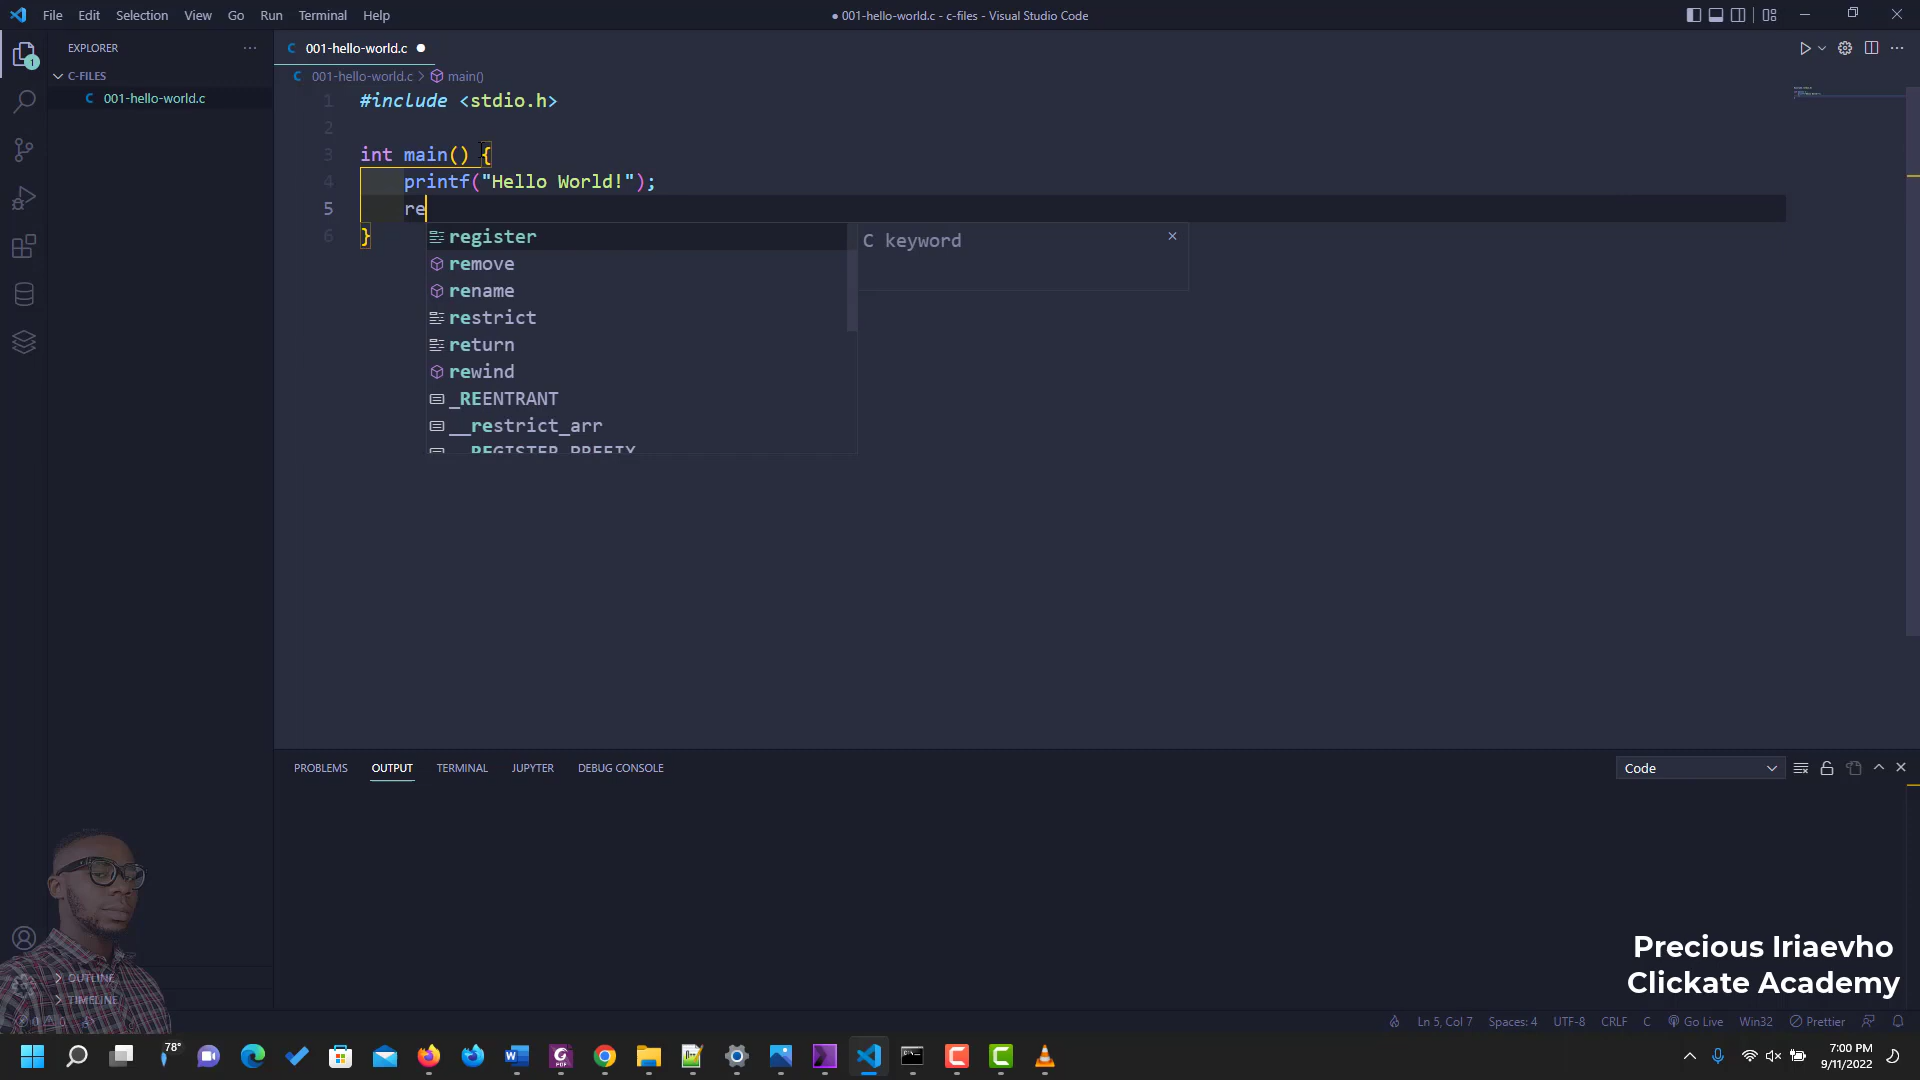 File Edit Selection View Go Run Terminal Help
● 001-hello-world.c - c-files - Visual Studio Code
EXPLORER
C-FILES
C 001-hello-world.c
1
C 001-hello-world.c ●
C 001-hello-world.c > main()
1 #include <stdio.h>
2
3 int main() {
4 printf("Hello World!");
5 re
6 }
register
remove
rename
restrict
return
rewind
_REENTRANT
__restrict_arr
C keyword
PROBLEMS OUTPUT TERMINAL JUPYTER DEBUG CONSOLE
Code
Precious Iriaevho
Clickate Academy
OUTLINE
TIMELINE
Ln 5, Col 7 Spaces: 4 UTF-8 CRLF C Go Live Win32 Prettier
78°
7:00 PM
9/11/2022